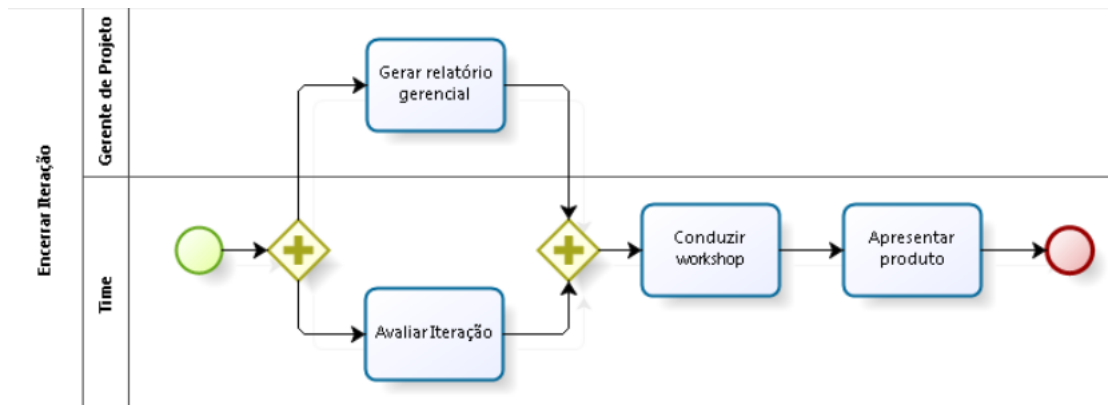 Encerrar Iteração
Gerente de Projeto
Gerar relatório
gerencial
Time
Avaliar Iteração
Conduzir
workshop
Apresentar
produto